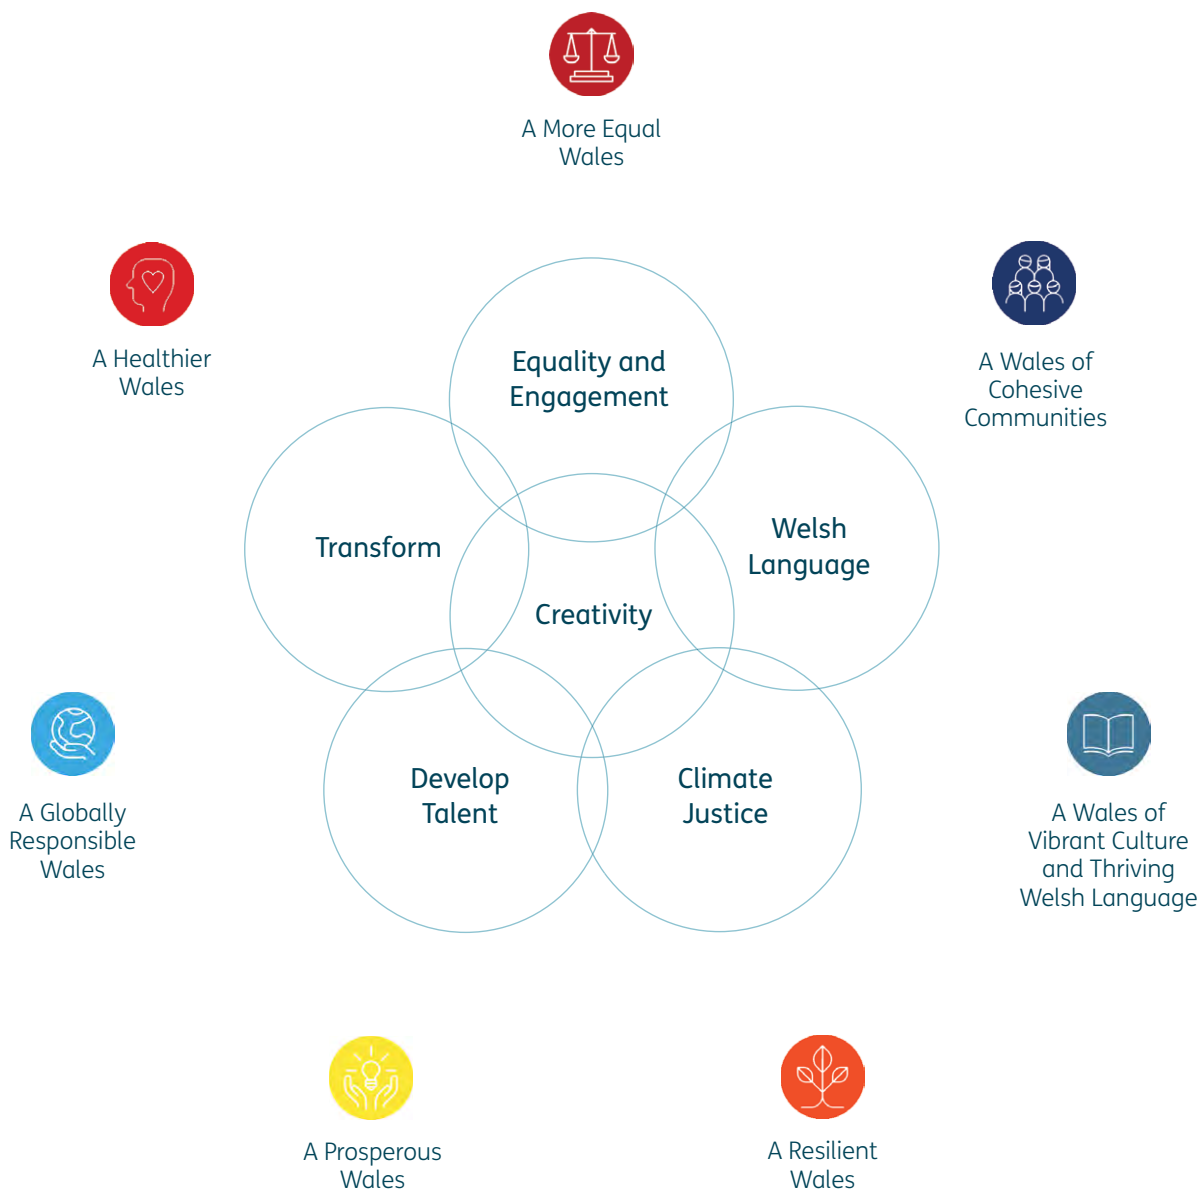 A More Equal
Wales
A Healthier
Wales
A Wales of
Cohesive
Communities
Equality and
Engagement
Transform
Welsh
Language
Creativity
Develop
Talent
Climate
Justice
A Globally
Responsible
Wales
A Wales of
Vibrant Culture
and Thriving
Welsh Language
A Prosperous
Wales
A Resilient
Wales